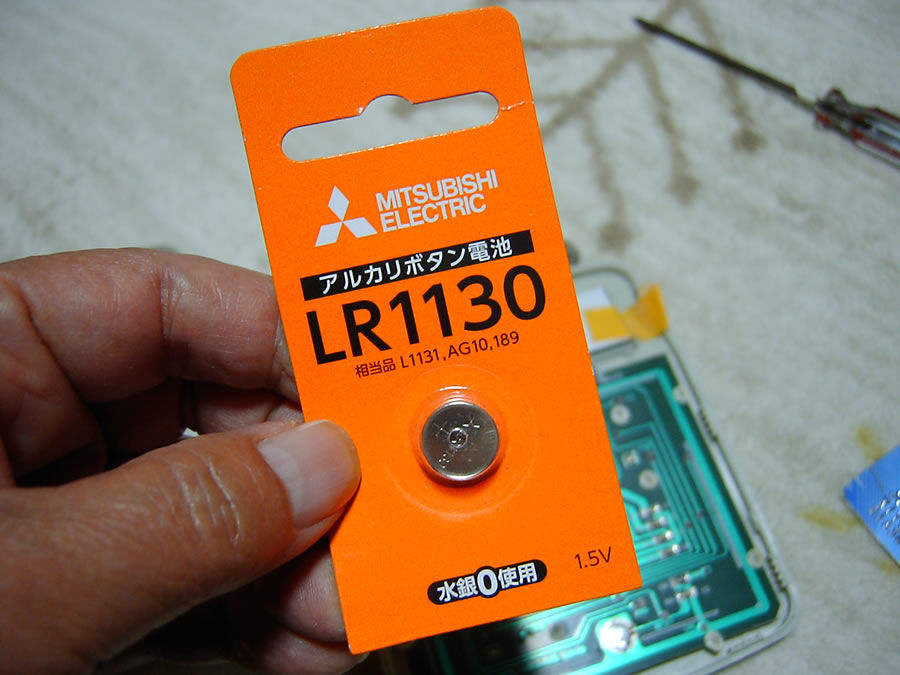 MITSUBISHI
ELECTRIC
アルカリボタン電池
LR1130
相当品 L1131,AG10,189
水銀0使用
1.5V